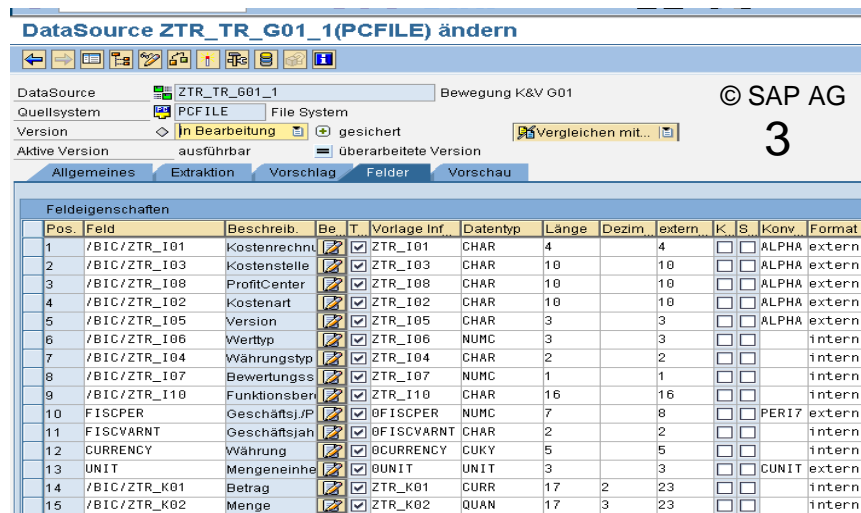 DataSource ZTR_TR_G01_1(PCFILE) ändern
DataSource ZTR_TR_G01_1 Bewegung K&V G01
© SAP AG
Quellsystem PCFILE File System
Version In Bearbeitung gesichert Vergleichen mit...
3
Aktive Version ausführbar überarbeitete Version
Allgemeines Extraktion Vorschlag Felder Vorschau
Feldeigenschaften
Pos. Feld Beschreib. Be T.. Vorlage Inf Datentyp Länge Dezim extern K S Konv Format
1 /BIC/ZTR_I01 Kostenrechnu ZTR_I01 CHAR 4 4 ALPHA extern
2 /BIC/ZTR_I03 Kostenstelle ZTR_I03 CHAR 10 10 ALPHA extern
3 /BIC/ZTR_I08 ProfitCenter ZTR_I08 CHAR 10 10 ALPHA extern
4 /BIC/ZTR_I02 Kostenart ZTR_I02 CHAR 10 10 ALPHA extern
5 /BIC/ZTR_I05 Version ZTR_I05 CHAR 3 3 ALPHA extern
6 /BIC/ZTR_I06 Werttyp ZTR_I06 NUMC 3 3 intern
7 /BIC/ZTR_I04 Währungstyp ZTR_I04 CHAR 2 2 intern
8 /BIC/ZTR_I07 Bewertungss ZTR_I07 NUMC 1 1 intern
9 /BIC/ZTR_I10 Funktionsber ZTR_I10 CHAR 16 16 intern
10 FISCPER Geschäftsj./P 0FISCPER NUMC 7 8 PERI7 extern
11 FISCVARNT Geschäftsjah 0FISCVARNT CHAR 2 2 intern
12 CURRENCY Währung 0CURRENCY CUKY 5 5 intern
13 UNIT Mengeneinhe 0UNIT UNIT 3 3 CUNIT extern
14 /BIC/ZTR_K01 Betrag ZTR_K01 CURR 17 2 23 intern
15 /BIC/ZTR_K02 Menge ZTR_K02 QUAN 17 3 23 intern